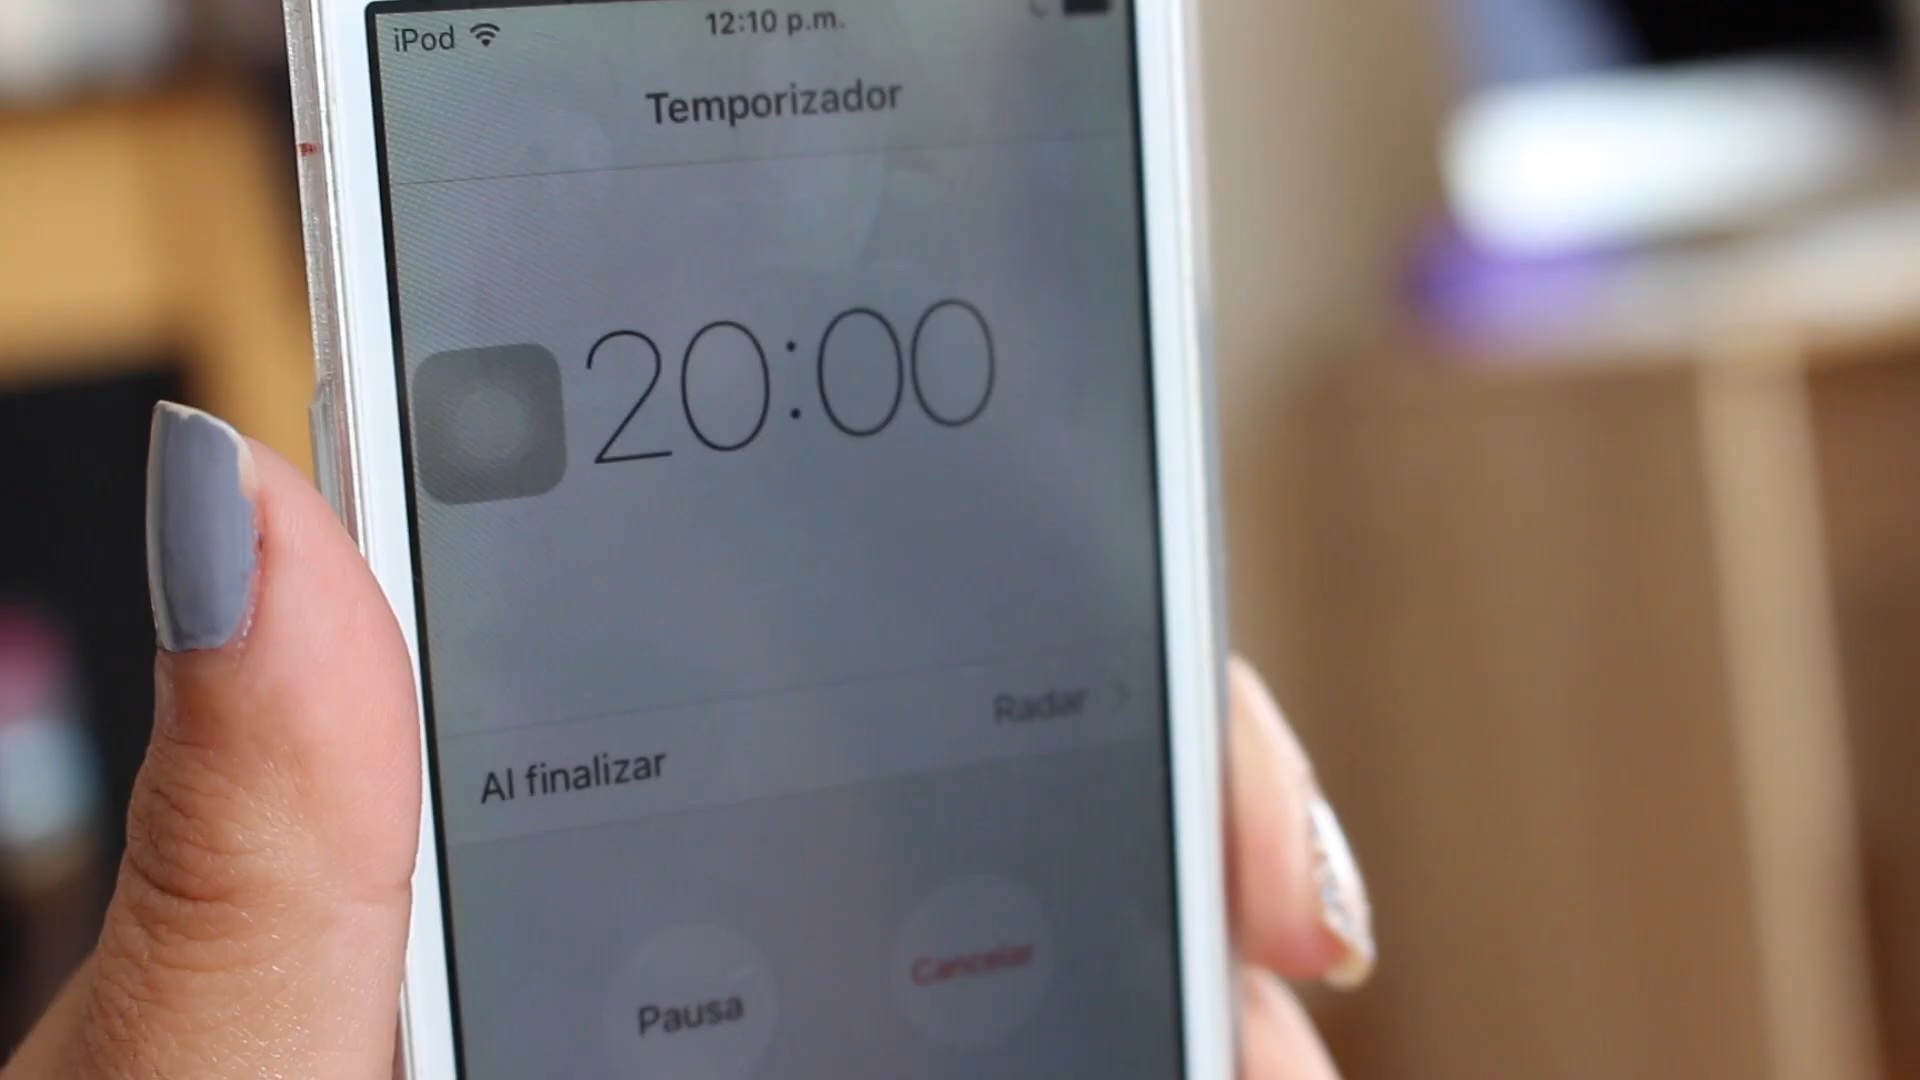 iPod 12:10 p.m.
Temporizador
20:00
Al finalizar Radar
Pausa Cancelar